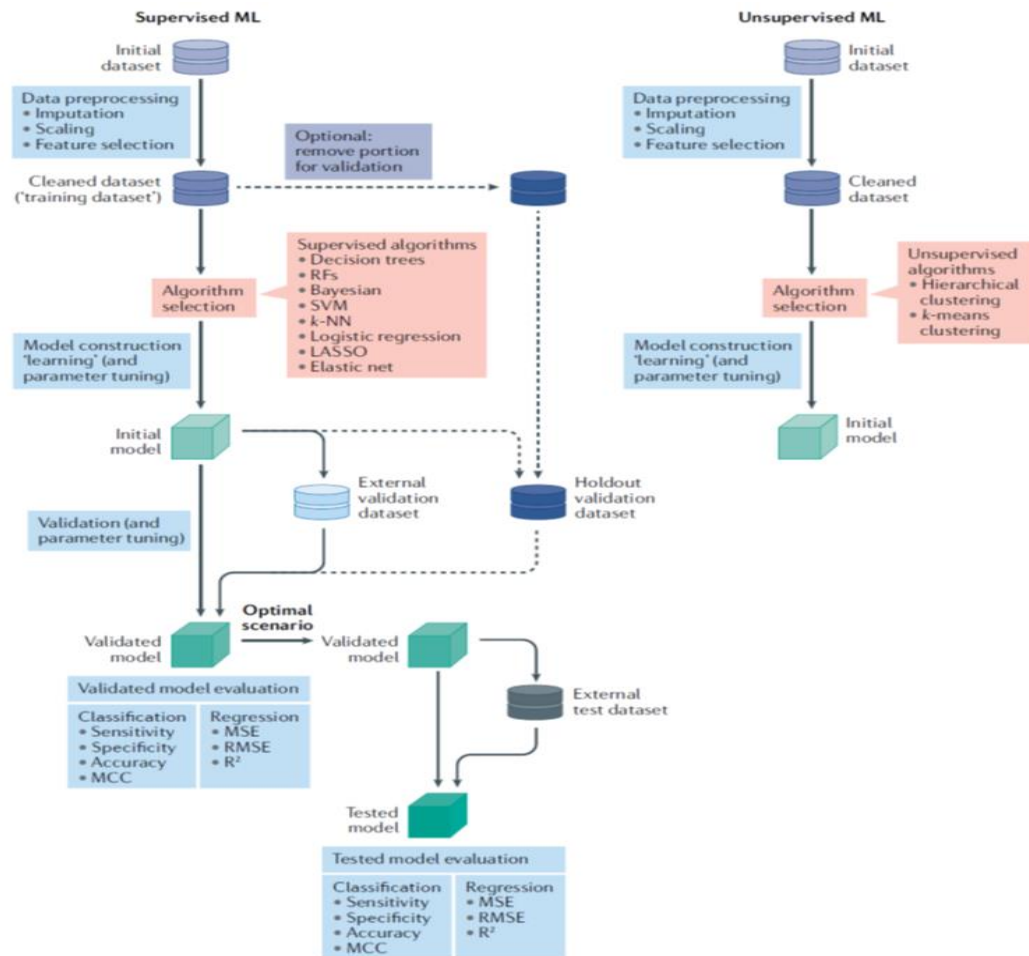 Supervised ML
Initial
dataset
Data preprocessing
• Imputation
• Scaling
• Feature selection
Optional:
remove portion
for validation
Cleaned dataset
('training dataset')
Supervised algorithms
• Decision trees
• RFs
• Bayesian
• SVM
• k-NN
• Logistic regression
• LASSO
• Elastic net
Algorithm
selection
Model construction
'learning' (and
parameter tuning)
Initial
model
External
validation
dataset
Holdout
validation
dataset
Validation (and
parameter tuning)
Optimal
scenario
Validated
model
Validated
model
External
test dataset
Validated model evaluation
Classification
• Sensitivity
• Specificity
• Accuracy
• MCC
Regression
• MSE
• RMSE
• R²
Tested
model
Tested model evaluation
Classification
• Sensitivity
• Specificity
• Accuracy
• MCC
Regression
• MSE
• RMSE
• R²
Unsupervised ML
Initial
dataset
Data preprocessing
• Imputation
• Scaling
• Feature selection
Cleaned
dataset
Unsupervised
algorithms
• Hierarchical
clustering
• k-means
clustering
Algorithm
selection
Model construction
'learning' (and
parameter tuning)
Initial
model